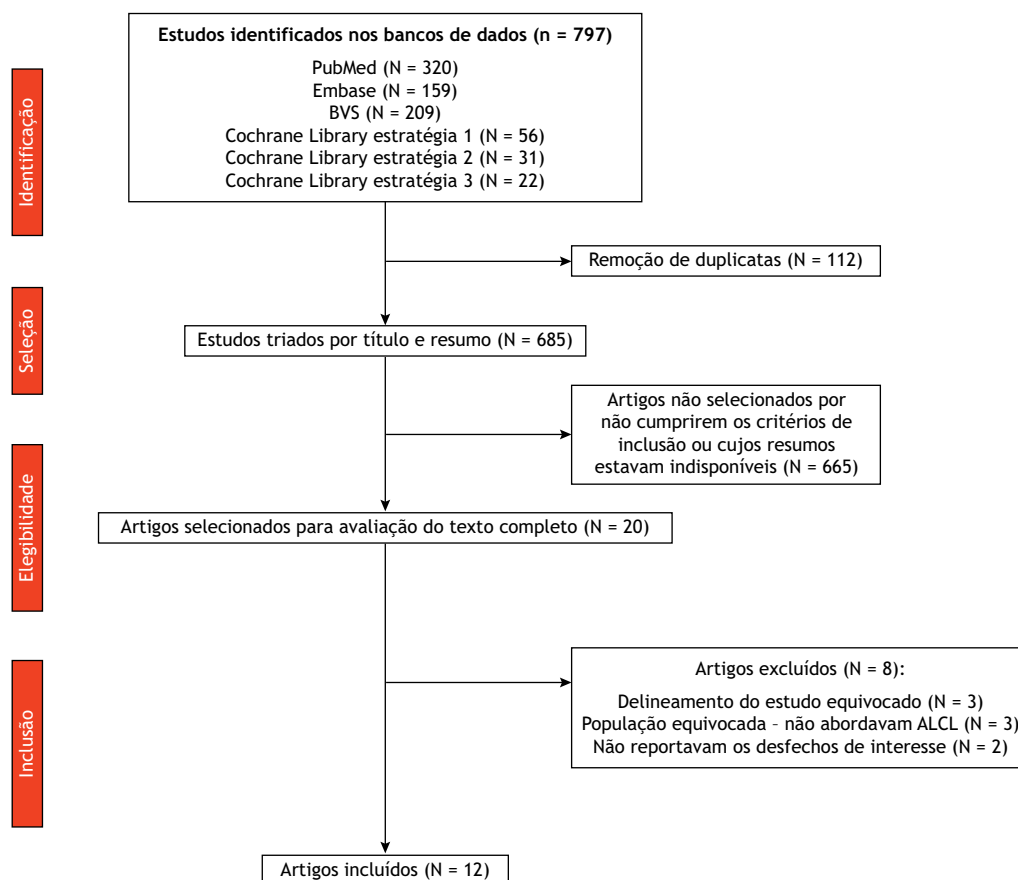 Estudos identificados nos bancos de dados (n = 797)
PubMed (N = 320)
Embase (N = 159)
BVS (N = 209)
Cochrane Library estratégia 1 (N = 56)
Cochrane Library estratégia 2 (N = 31)
Cochrane Library estratégia 3 (N = 22)
Identificação
Remoção de duplicatas (N = 112)
Seleção
Estudos triados por título e resumo (N = 685)
Artigos não selecionados por
não cumprirem os critérios de
inclusão ou cujos resumos
estavam indisponíveis (N = 665)
Elegibilidade
Artigos selecionados para avaliação do texto completo (N = 20)
Inclusão
Artigos excluídos (N = 8):
Delineamento do estudo equivocado (N = 3)
População equivocada – não abordavam ALCL (N = 3)
Não reportavam os desfechos de interesse (N = 2)
Artigos incluídos (N = 12)